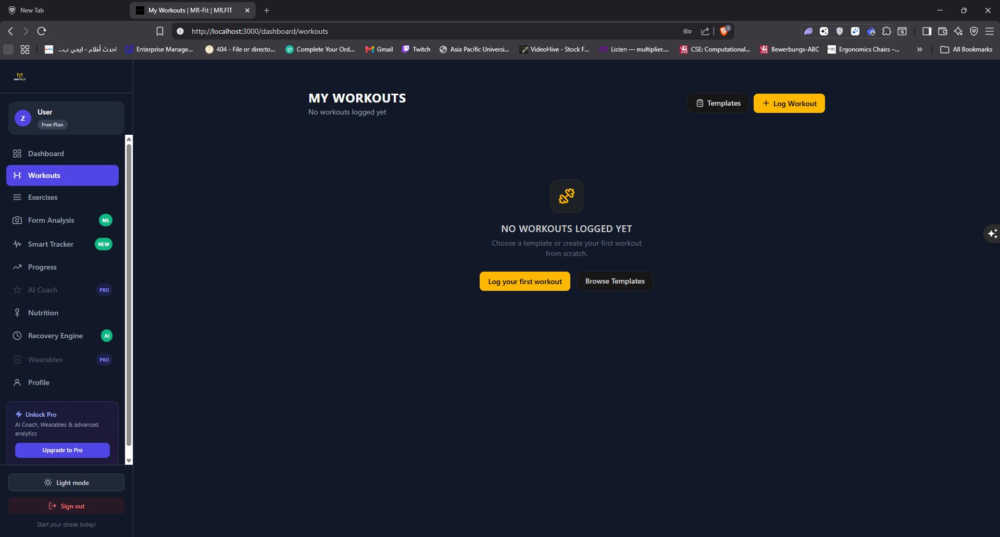 New Tab
My Workouts | MR-Fit | MR.FIT
http://localhost:3000/dashboard/workouts
1
احدث أفلام - ايجي ب...
Enterprise Manage...
404 - File or directo...
Complete Your Ord...
Gmail
Twitch
Asia Pacific Universi...
VideoHive - Stock F...
Listen — multiplier....
CSE: Computational...
Bewerbungs-ABC
Ergonomics Chairs –...
All Bookmarks
MR-FIT
Z
User
Free Plan
Dashboard
Workouts
Exercises
Form Analysis ML
Smart Tracker NEW
Progress
AI Coach PRO
Nutrition
Recovery Engine AI
Wearables PRO
Profile
Unlock Pro
AI Coach, Wearables & advanced
analytics
Upgrade to Pro
Light mode
Sign out
Start your streak today!
MY WORKOUTS
No workouts logged yet
Templates
+ Log Workout
NO WORKOUTS LOGGED YET
Choose a template or create your first workout
from scratch.
Log your first workout
Browse Templates